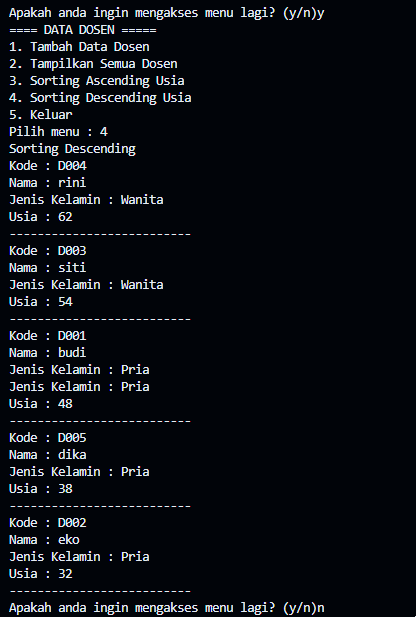 Apakah anda ingin mengakses menu lagi? (y/n)y
==== DATA DOSEN =====
1. Tambah Data Dosen
2. Tampilkan Semua Dosen
3. Sorting Ascending Usia
4. Sorting Descending Usia
5. Keluar
Pilih menu : 4
Sorting Descending
Kode : D004
Nama : rini
Jenis Kelamin : Wanita
Usia : 62
--------------------------
Kode : D003
Nama : siti
Jenis Kelamin : Wanita
Usia : 54
--------------------------
Kode : D001
Nama : budi
Jenis Kelamin : Pria
Jenis Kelamin : Pria
Usia : 48
--------------------------
Kode : D005
Nama : dika
Jenis Kelamin : Pria
Usia : 38
--------------------------
Kode : D002
Nama : eko
Jenis Kelamin : Pria
Usia : 32
--------------------------
Apakah anda ingin mengakses menu lagi? (y/n)n